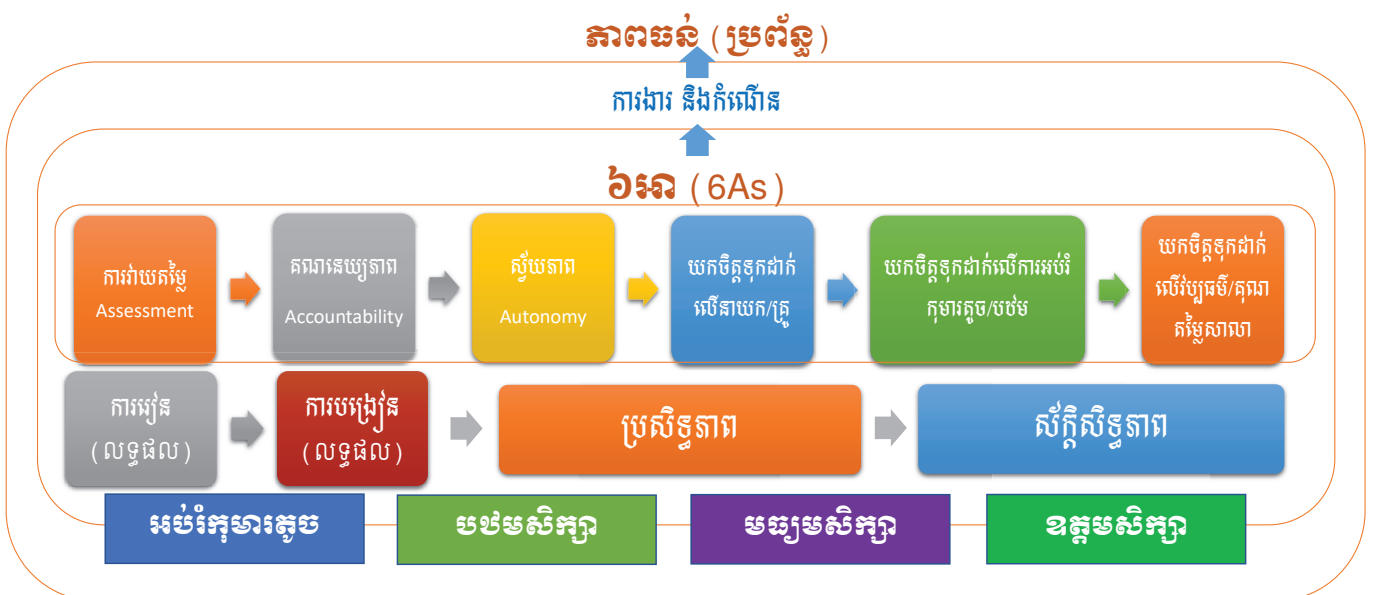 ភាពធន់ (ប្រព័ន្ធ)
ការងារ និងកំណើន
៦អា (6As)
ការវាយតម្លៃ
Assessment
គណនេយ្យភាព
Accountability
ស្វ័យភាព
Autonomy
យកចិត្តទុកដាក់
លើនាយក/គ្រូ
យកចិត្តទុកដាក់លើការអប់រំ
កុមារតូច/បឋម
យកចិត្តទុកដាក់
លើវប្បធម៌/គុណ
តម្លៃសាលា
ការរៀន
(លទ្ធផល)
ការបង្រៀន
(លទ្ធផល)
ប្រសិទ្ធភាព
ស័ក្តិសិទ្ធភាព
អប់រំកុមារតូច
បឋមសិក្សា
មធ្យមសិក្សា
ឧត្តមសិក្សា